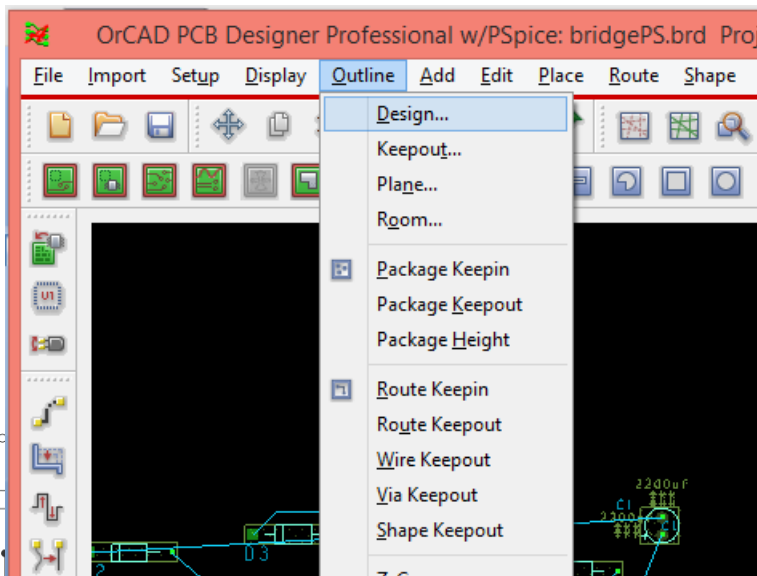 OrCAD PCB Designer Professional w/PSpice: bridgePS.brd Proj
File Import Setup Display Outline Add Edit Place Route Shape
Design...
Keepout...
Plane...
Room...
Package Keepin
U1
Package Keepout
Package Height
Route Keepin
Route Keepout
Wire Keepout
Via Keepout
2200uF
C1
Shape Keepout
D3
2